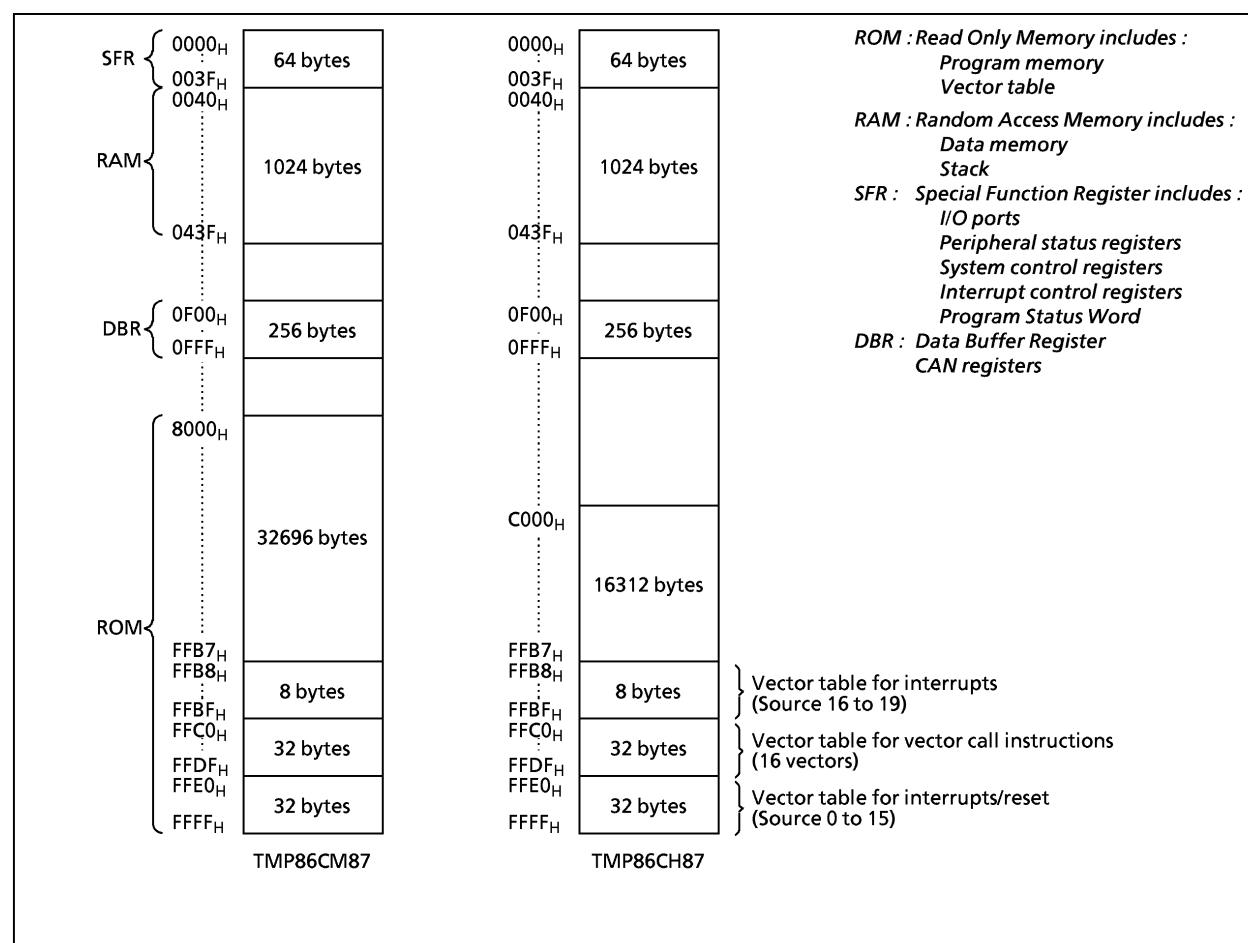 SFR
RAM
DBR
ROM
0000H
003FH
0040H
043FH
0F00H
0FFFH
8000H
FFB7H
FFB8H
FFBFH
FFC0H
FFDFH
FFE0H
FFFFH
64 bytes
1024 bytes
256 bytes
32696 bytes
8 bytes
32 bytes
32 bytes
TMP86CM87
0000H
003FH
0040H
043FH
0F00H
0FFFH
C000H
FFB7H
FFB8H
FFBFH
FFC0H
FFDFH
FFE0H
FFFFH
64 bytes
1024 bytes
256 bytes
16312 bytes
8 bytes
32 bytes
32 bytes
TMP86CH87
Vector table for interrupts
(Source 16 to 19)
Vector table for vector call instructions
(16 vectors)
Vector table for interrupts/reset
(Source 0 to 15)
ROM : Read Only Memory includes :
Program memory
Vector table
RAM : Random Access Memory includes :
Data memory
Stack
SFR : Special Function Register includes :
I/O ports
Peripheral status registers
System control registers
Interrupt control registers
Program Status Word
DBR : Data Buffer Register
CAN registers